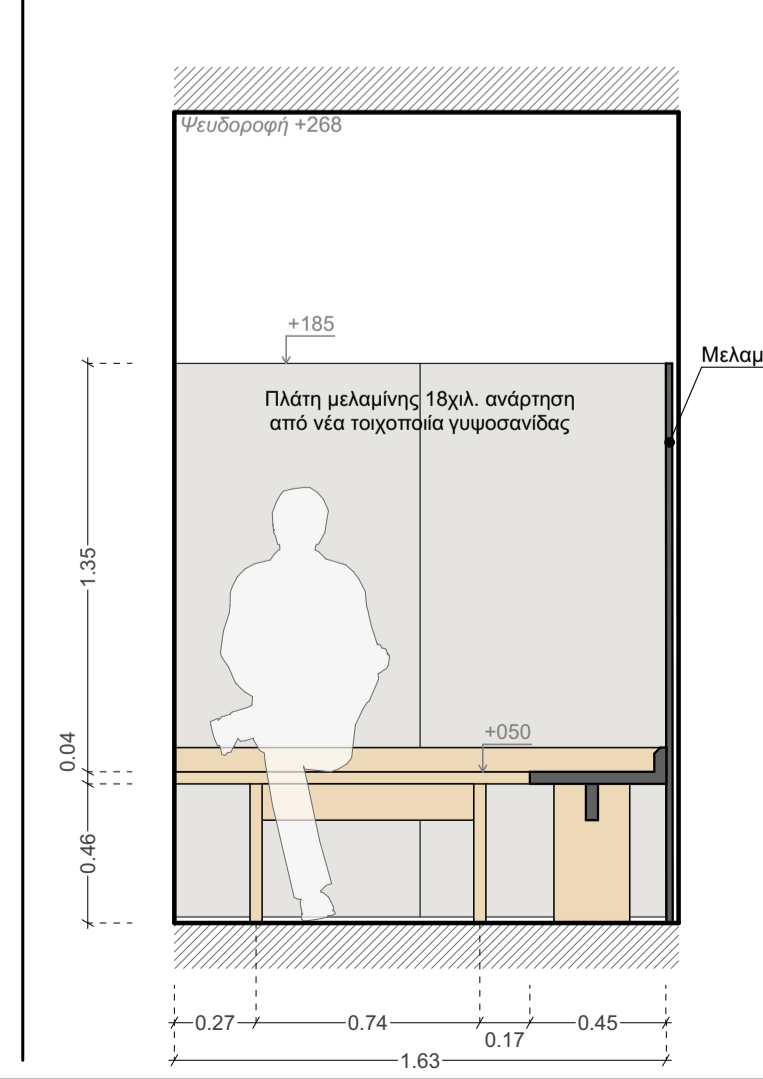 Ψευδοροφή +268
+185
Μελαμ
Πλάτη μελαμίνης 18χιλ. ανάρτηση
από νέα τοιχοποιία γυψοσανίδας
1.35
+050
0.04
0.46
0.27
0.74
0.17
0.45
1.63